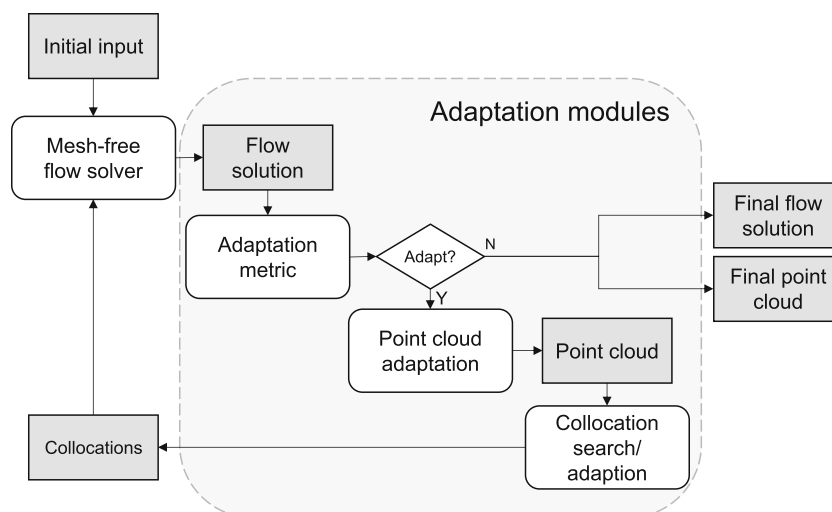 Initial input
Adaptation modules
Mesh-free
flow solver
Flow
solution
Adaptation
metric
Adapt?
N
Y
Final flow
solution
Final point
cloud
Point cloud
adaptation
Point cloud
Collocation
search/
adaption
Collocations